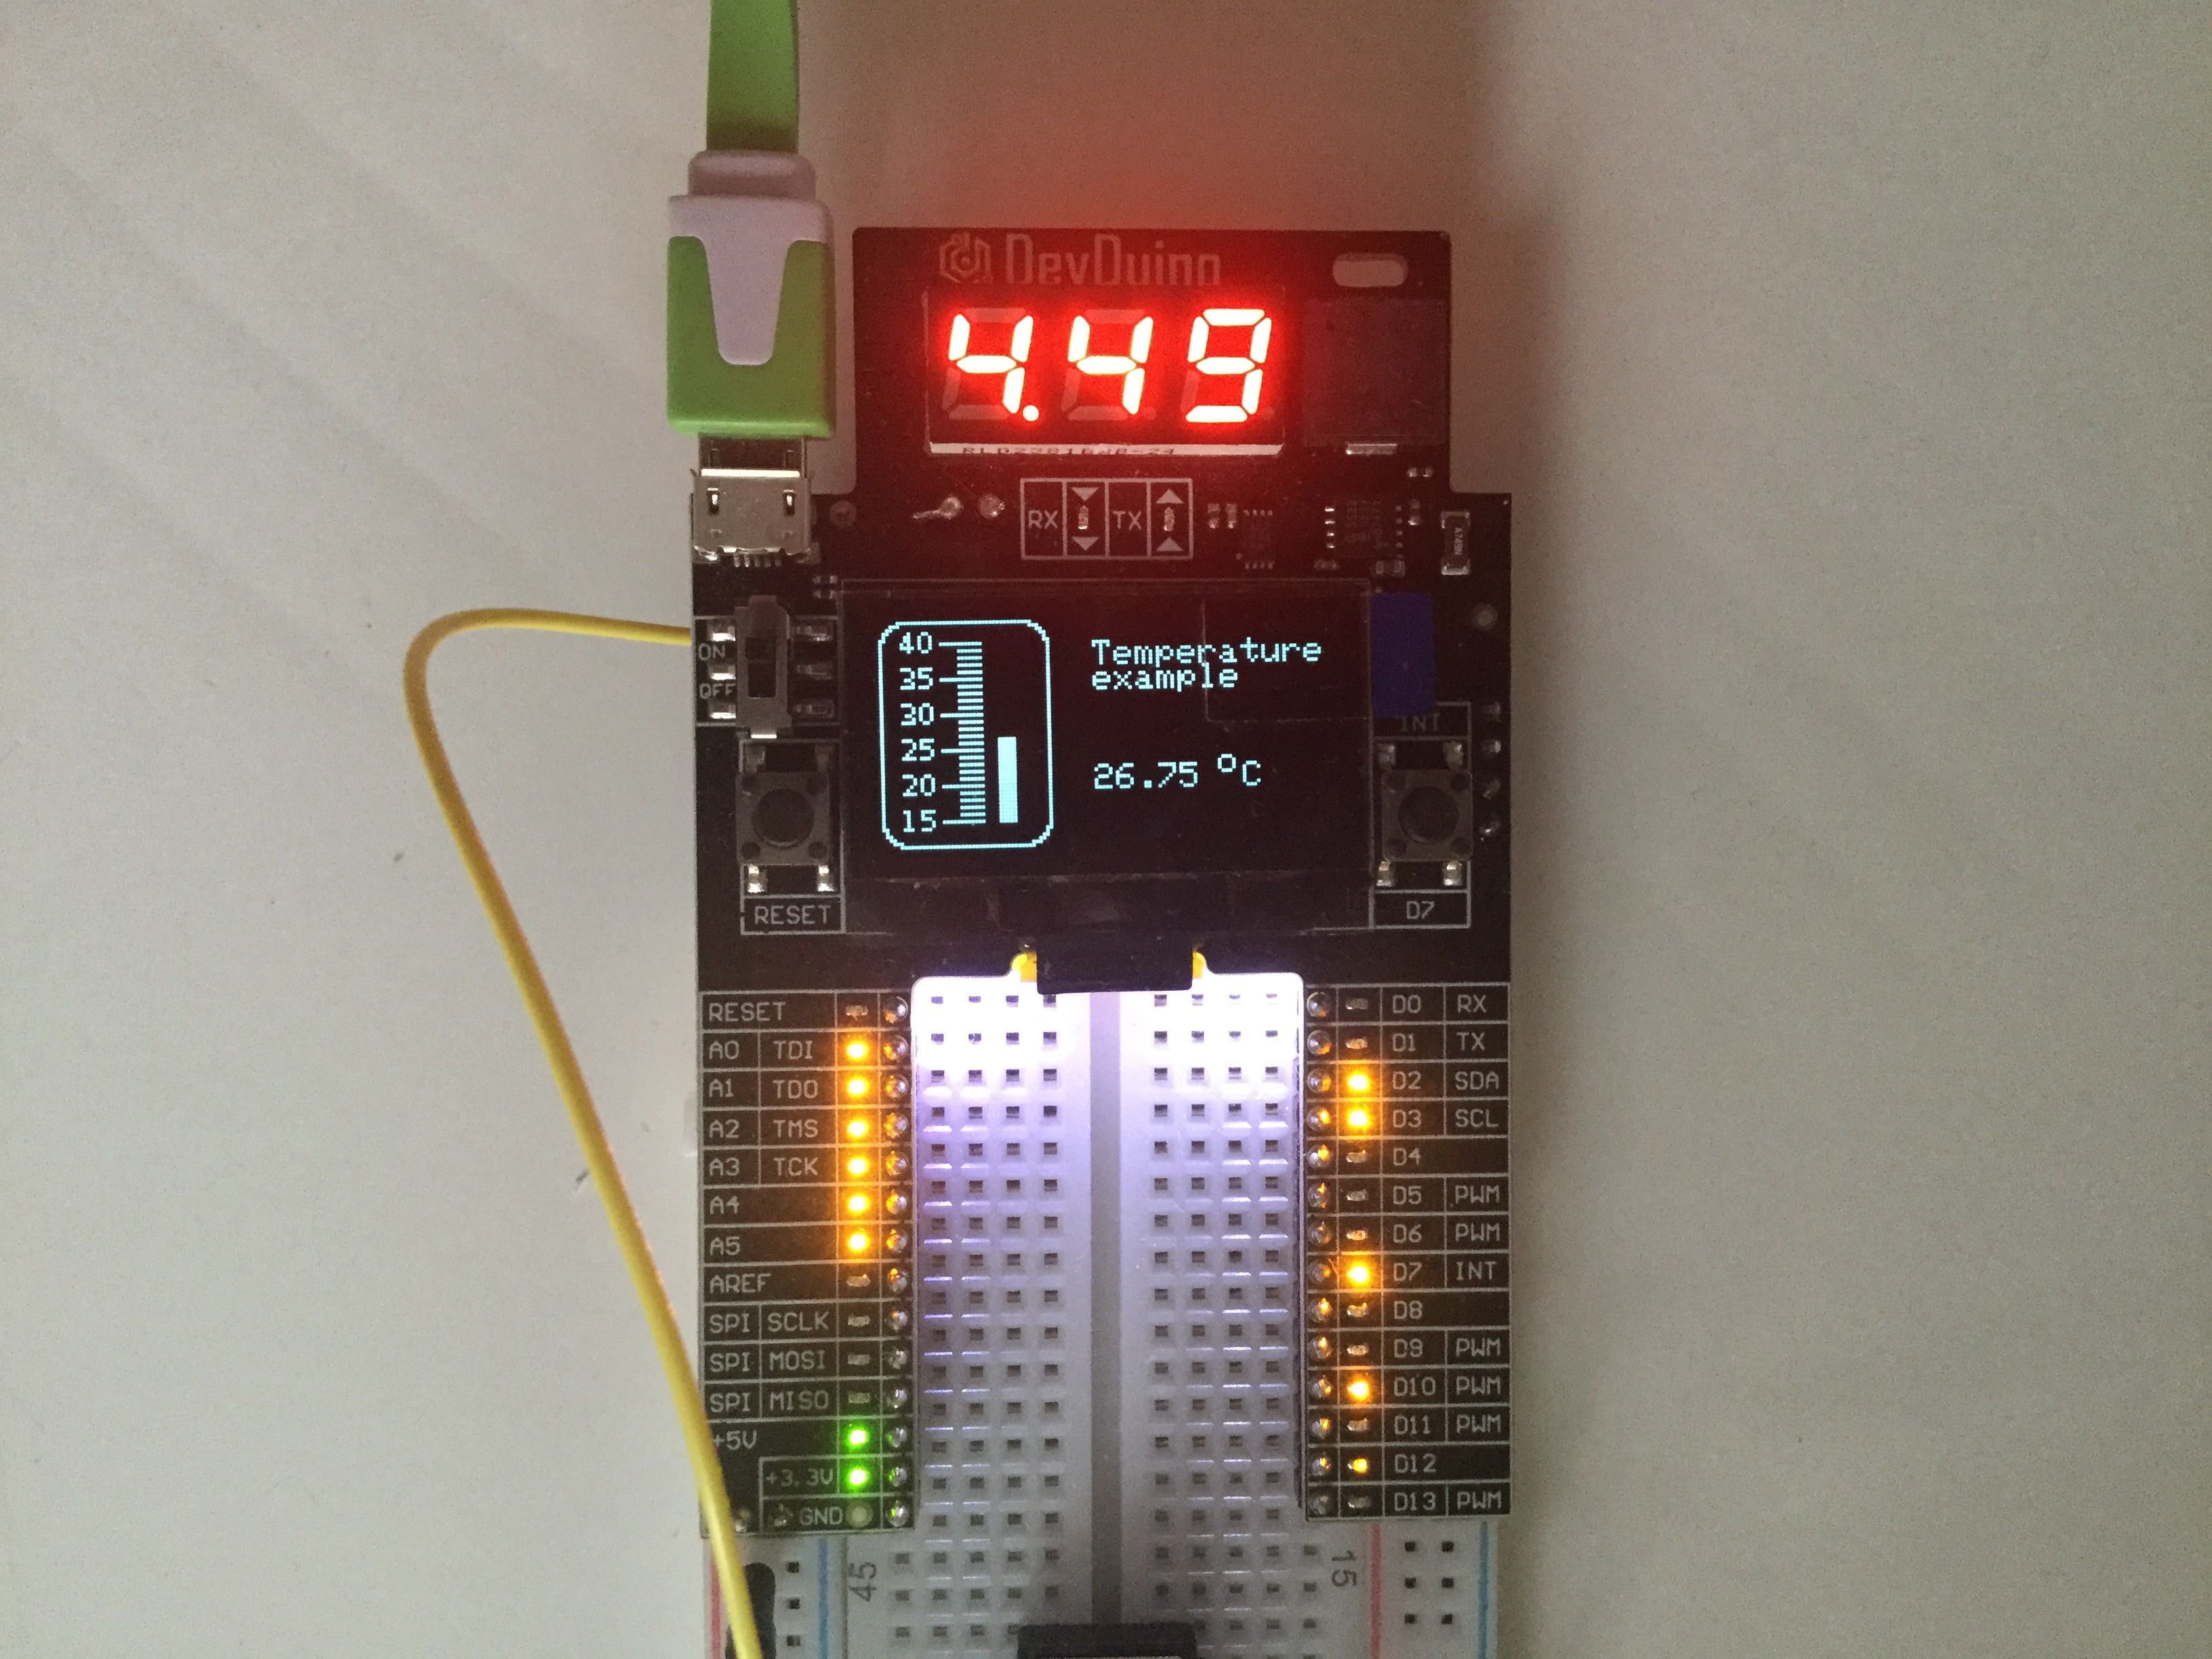 DevDuino
4.49
RX TX
ON
OFF
40
35
30
25
20
15
Temperature
example
26.75 °C
INT
RESET
D7
RESET
A0 TDI
A1 TDO
A2 TMS
A3 TCK
A4
A5
AREF
SPI SCLK
SPI MOSI
SPI MISO
+5V
+3.3V
GND
D0 RX
D1 TX
D2 SDA
D3 SCL
D4
D5 PWM
D6 PWM
D7 INT
D8
D9 PWM
D10 PWM
D11 PWM
D12
D13 PWM
45
15